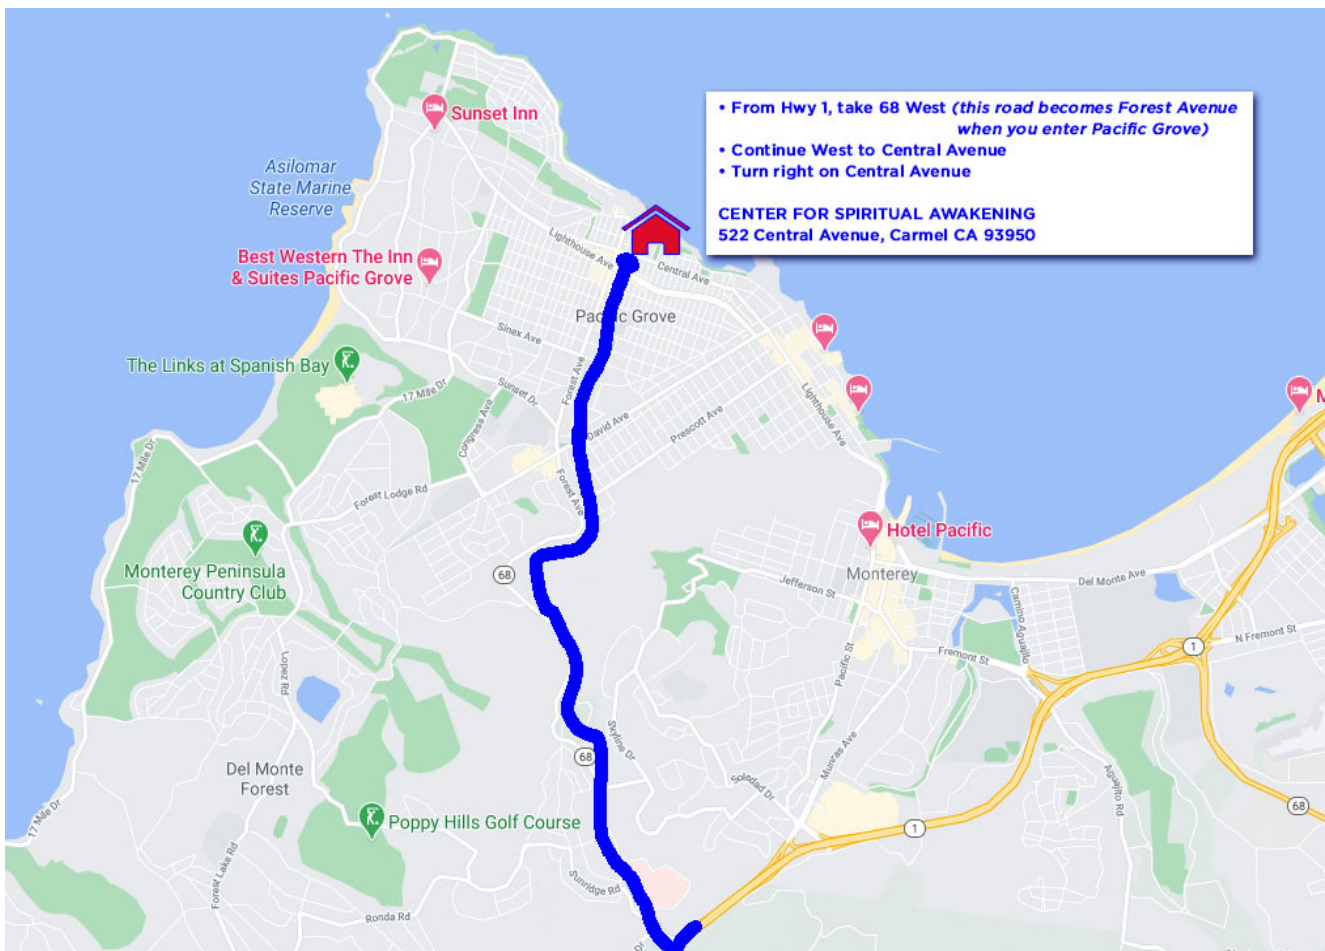 Sunset Inn
• From Hwy 1, take 68 West (this road becomes Forest Avenue
when you enter Pacific Grove)
• Continue West to Central Avenue
• Turn right on Central Avenue
CENTER FOR SPIRITUAL AWAKENING
522 Central Avenue, Carmel CA 93950
Asilomar
State Marine
Reserve
Lighthouse Ave
Central Ave
Best Western The Inn
& Suites Pacific Grove
Pacific Grove
Sinex Ave
The Links at Spanish Bay
Forest Ave
Sunset Dr
17 Mile Dr
Congress Ave
David Ave
Prescott Ave
Lighthouse Ave
M
17 Mile Dr
Forest Lodge Rd
Forest Ave
Hotel Pacific
Monterey Peninsula
Country Club
68
Monterey
Jefferson St
Del Monte Ave
Camino Aguajito
N Fremont St
1
Fremont St
Pacific St
Lopez Rd
Skyline Dr
Munras Ave
68
Del Monte
Forest
Soledad Dr
Aguajito Rd
68
17 Mile Dr
Poppy Hills Golf Course
1
Forest Lake Rd
Sunridge Rd
Ronda Rd
Dr